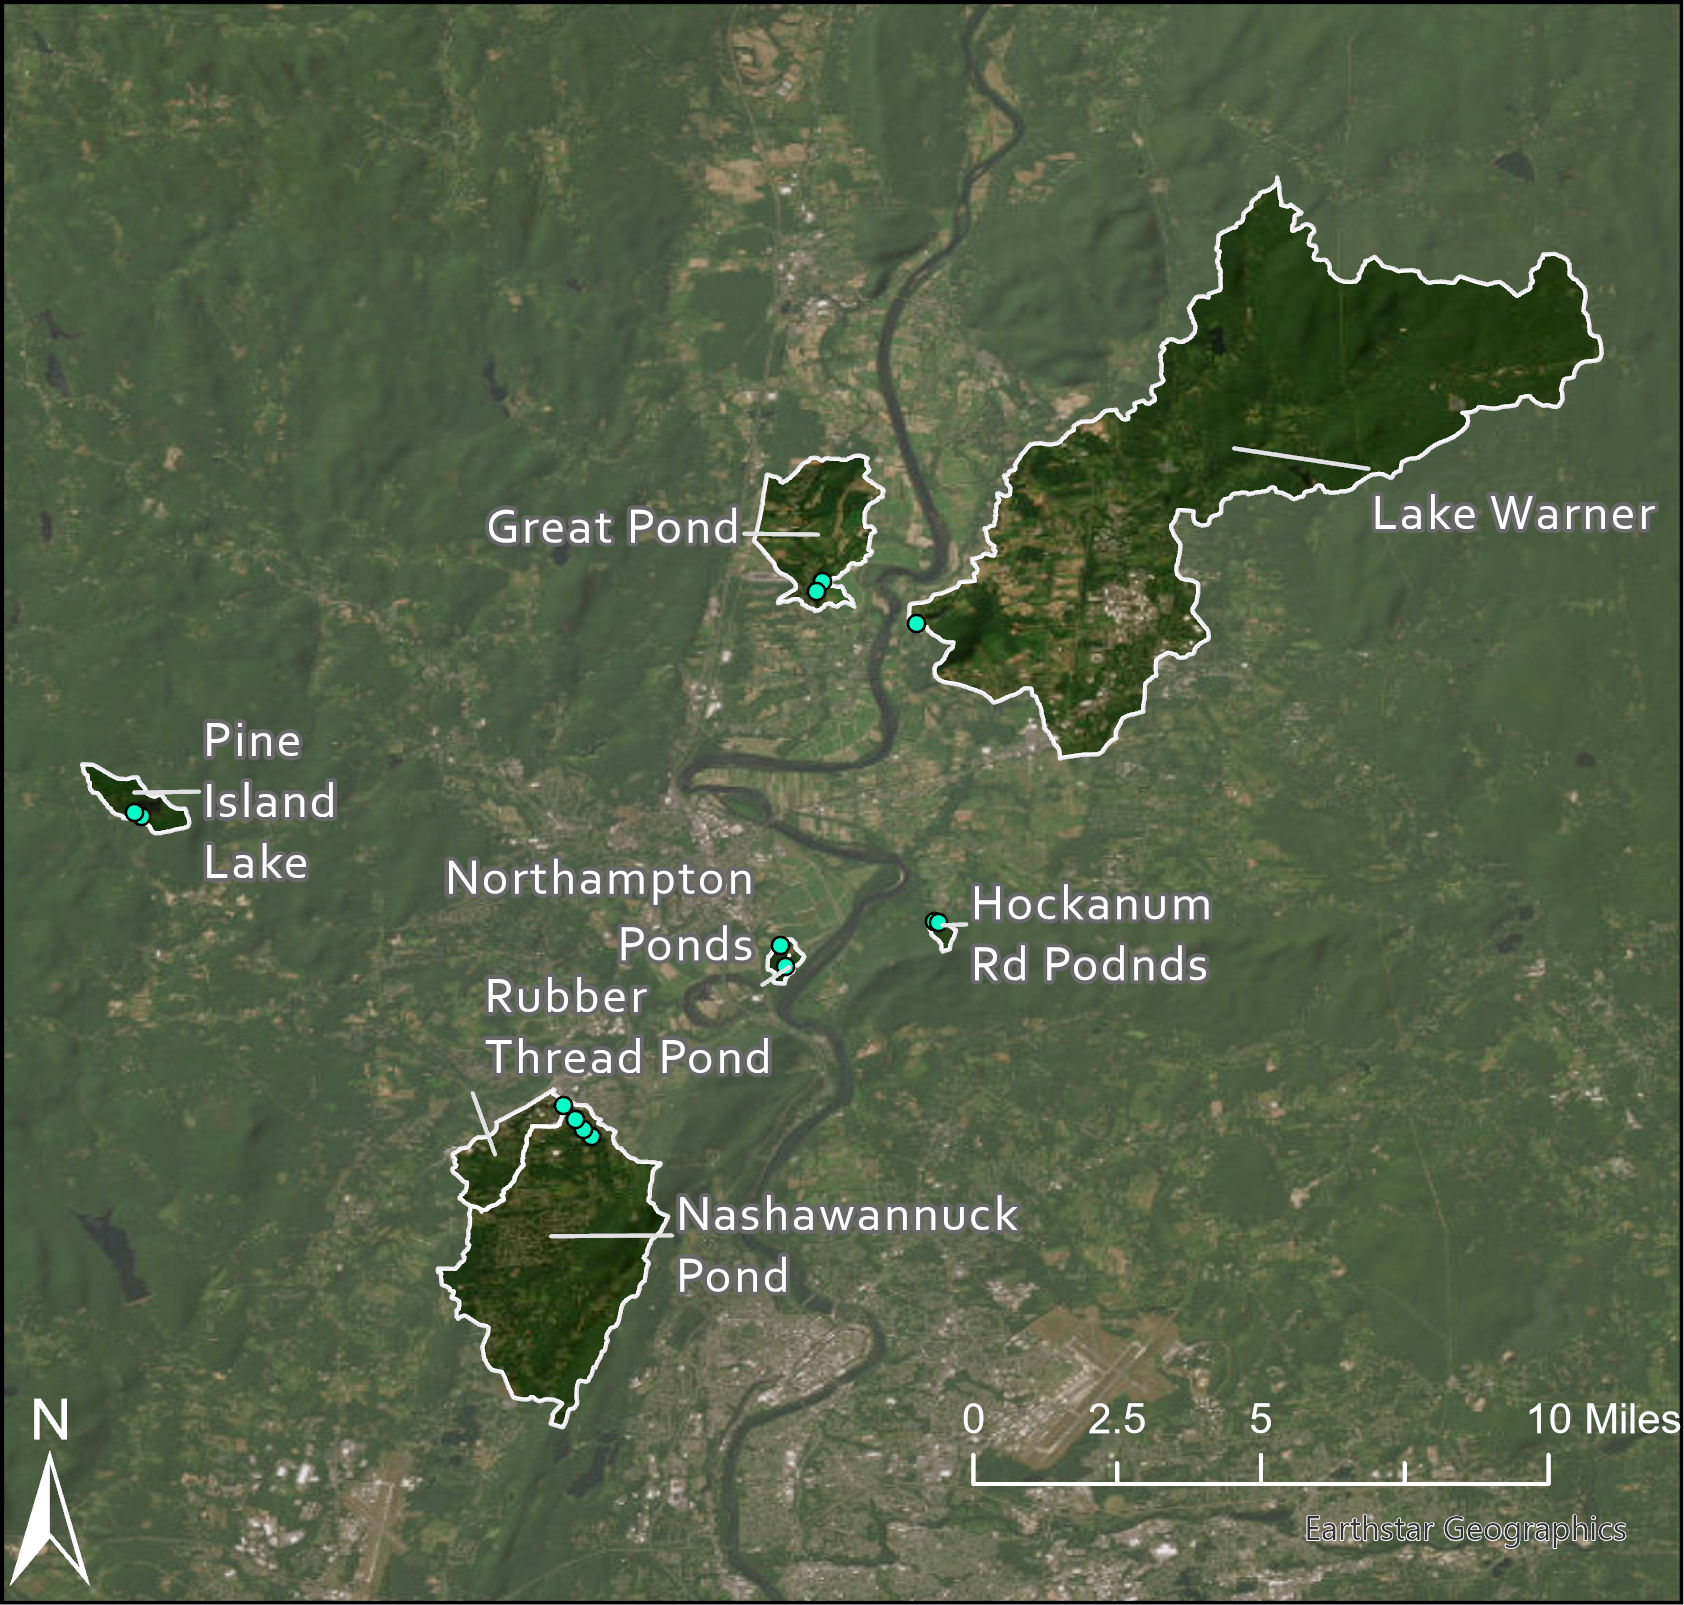 Great Pond
Lake Warner
Pine
Island
Lake
Northampton
Ponds
Hockanum
Rd Podnds
Rubber
Thread Pond
Nashawannuck
Pond
N
0 2.5 5 10 Miles
Earthstar Geographics